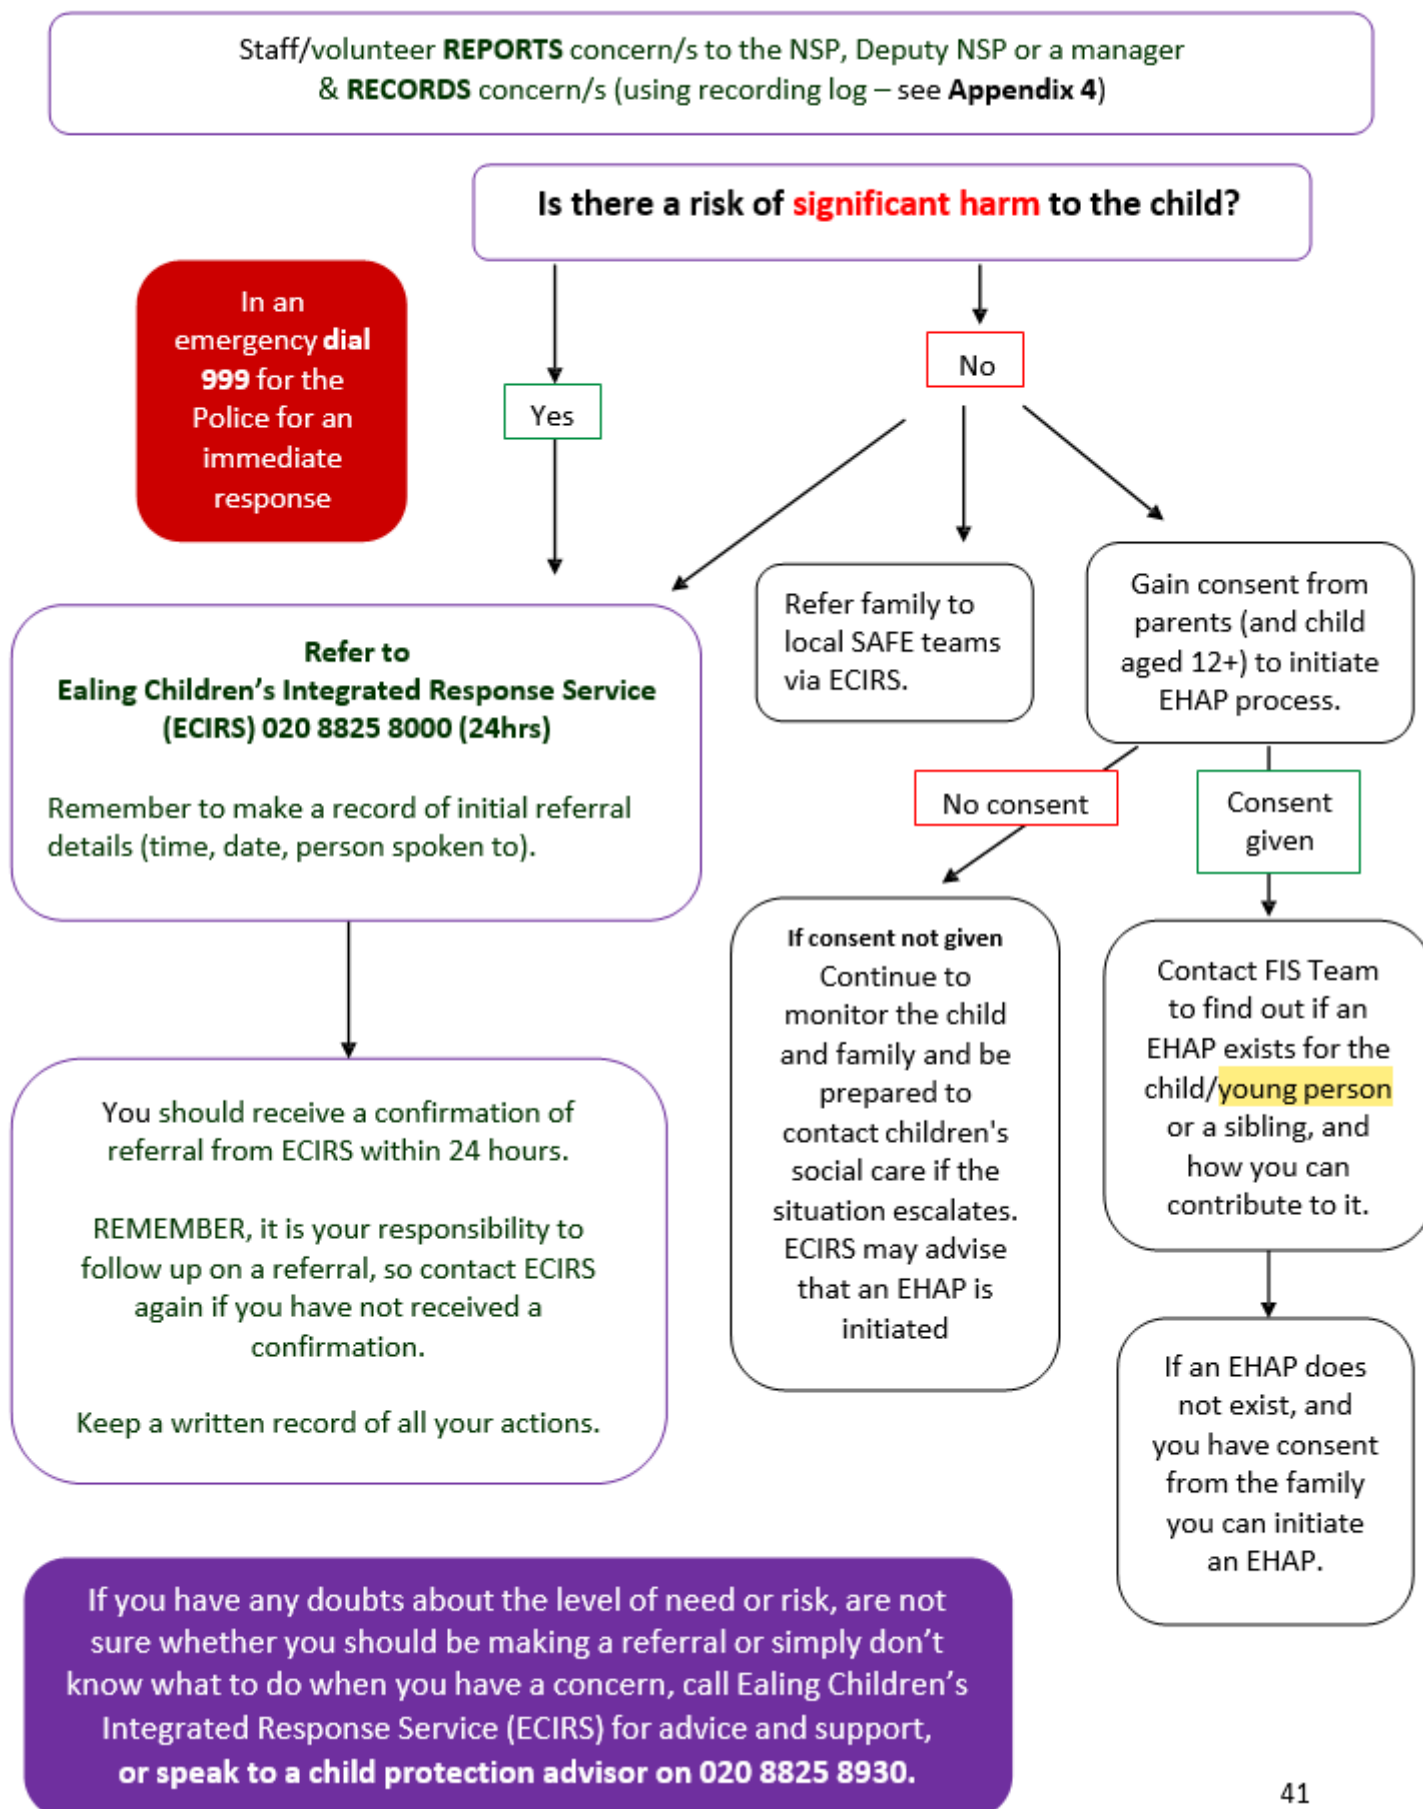 Staff/volunteer REPORTS concern/s to the NSP, Deputy NSP or a manager
& RECORDS concern/s (using recording log – see Appendix 4)
Is there a risk of significant harm to the child?
In an
emergency dial
999 for the
Police for an
immediate
response
Yes
No
Refer to
Ealing Children's Integrated Response Service
(ECIRS) 020 8825 8000 (24hrs)
Remember to make a record of initial referral
details (time, date, person spoken to).
Refer family to
local SAFE teams
via ECIRS.
Gain consent from
parents (and child
aged 12+) to initiate
EHAP process.
No consent
Consent
given
If consent not given
Continue to
monitor the child
and family and be
prepared to
contact children's
social care if the
situation escalates.
ECIRS may advise
that an EHAP is
initiated
Contact FIS Team
to find out if an
EHAP exists for the
child/young person
or a sibling, and
how you can
contribute to it.
You should receive a confirmation of
referral from ECIRS within 24 hours.
REMEMBER, it is your responsibility to
follow up on a referral, so contact ECIRS
again if you have not received a
confirmation.
Keep a written record of all your actions.
If an EHAP does
not exist, and
you have consent
from the family
you can initiate
an EHAP.
If you have any doubts about the level of need or risk, are not
sure whether you should be making a referral or simply don't
know what to do when you have a concern, call Ealing Children's
Integrated Response Service (ECIRS) for advice and support,
or speak to a child protection advisor on 020 8825 8930.
41